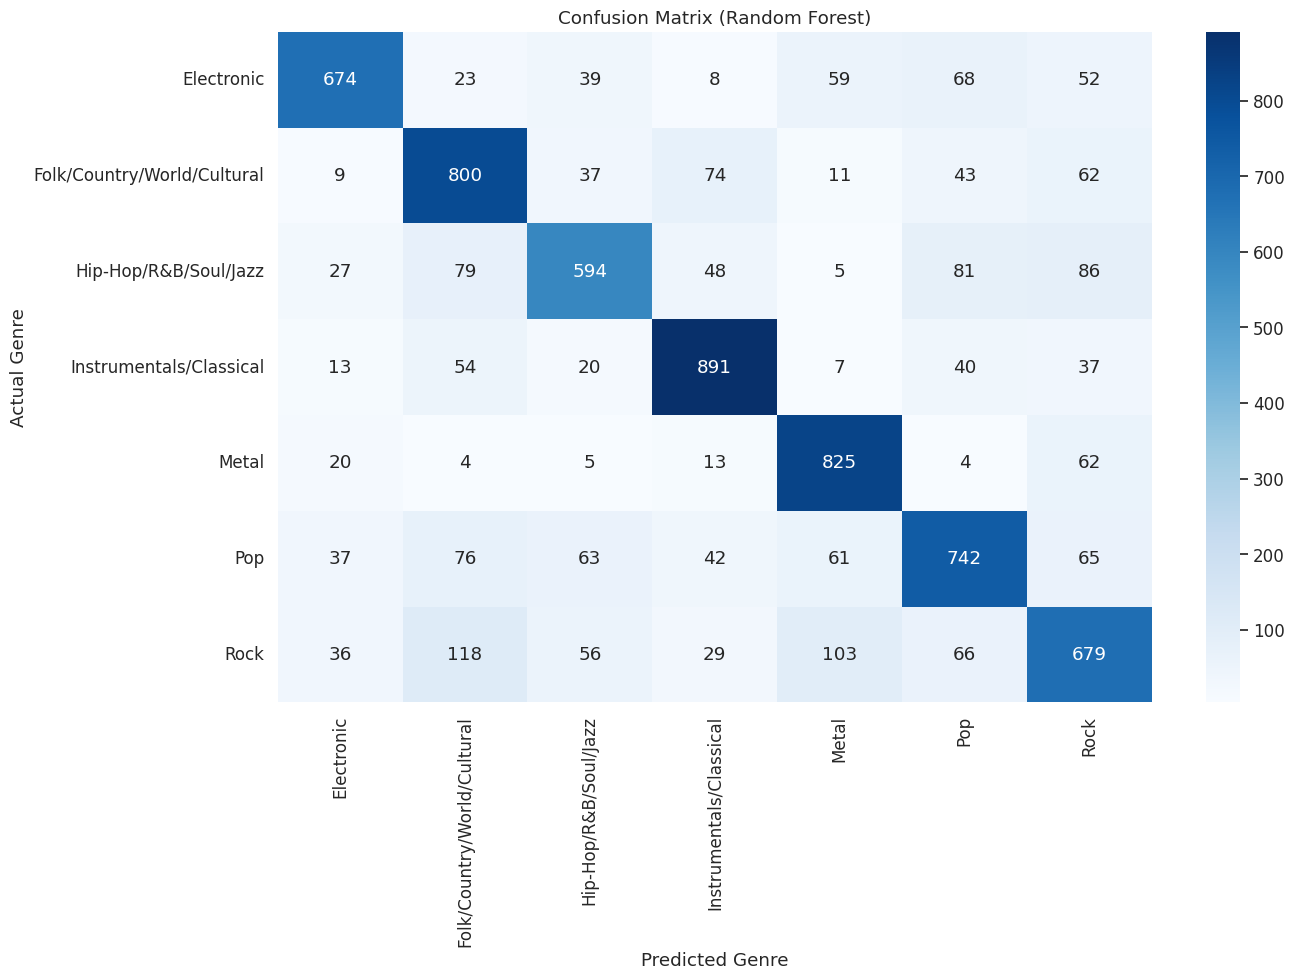 Confusion Matrix (Random Forest)
Actual Genre
Electronic 674 23 39 8 59 68 52
Folk/Country/World/Cultural 9 800 37 74 11 43 62
Hip-Hop/R&B/Soul/Jazz 27 79 594 48 5 81 86
Instrumentals/Classical 13 54 20 891 7 40 37
Metal 20 4 5 13 825 4 62
Pop 37 76 63 42 61 742 65
Rock 36 118 56 29 103 66 679
Electronic
Folk/Country/World/Cultural
Hip-Hop/R&B/Soul/Jazz
Instrumentals/Classical
Metal
Pop
Rock
Predicted Genre
800
700
600
500
400
300
200
100